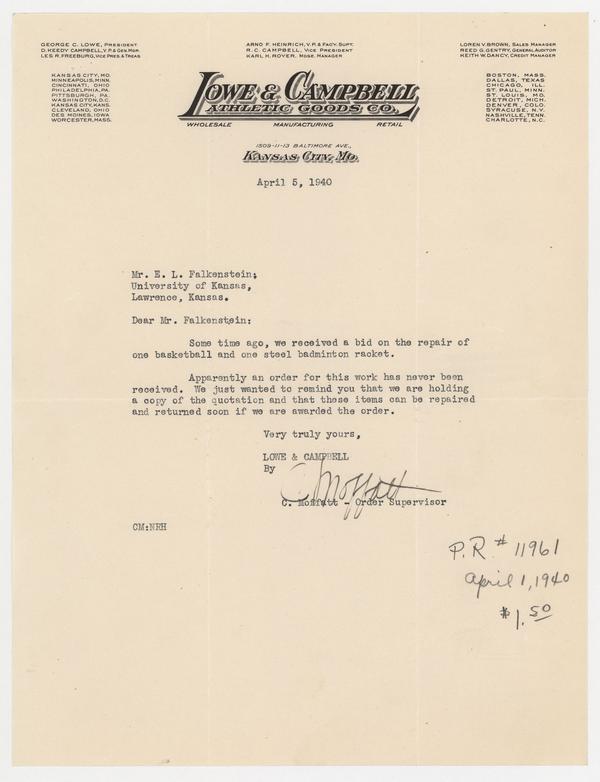 GEORGE C. LOWE, PRESIDENT
D. KEEDY CAMPBELL, V.P. & GEN. MGR.
LES R. FREEBURG, VICE PRES. & TREAS.
ARNO F. HEINRICH, V.P. & FACY. SUPT.
R. C. CAMPBELL, VICE PRESIDENT
KARL H. ROYER, MDSE. MANAGER
LOREN V. BROWN, SALES MANAGER
REED G. GENTRY, GENERAL AUDITOR
KEITH W. DANCY, CREDIT MANAGER
KANSAS CITY, MO.
MINNEAPOLIS, MINN.
CINCINNATI, OHIO
PHILADELPHIA, PA.
PITTSBURGH, PA.
WASHINGTON, D.C.
KANSAS CITY, KANS.
CLEVELAND, OHIO
DES MOINES, IOWA
WORCESTER, MASS.
LOWE & CAMPBELL
ATHLETIC GOODS CO.
WHOLESALE MANUFACTURING RETAIL
BOSTON, MASS.
DALLAS, TEXAS
CHICAGO, ILL.
ST. PAUL, MINN.
ST. LOUIS, MO.
DETROIT, MICH.
DENVER, COLO.
SYRACUSE, N.Y.
NASHVILLE, TENN.
CHARLOTTE, N.C.
1509-11-13 BALTIMORE AVE.,
KANSAS CITY, MO.
April 5, 1940
Mr. E. L. Falkenstein;
University of Kansas,
Lawrence, Kansas.
Dear Mr. Falkenstein:
Some time ago, we received a bid on the repair of
one basketball and one steel badminton racket.
Apparently an order for this work has never been
received. We just wanted to remind you that we are holding
a copy of the quotation and that these items can be repaired
and returned soon if we are awarded the order.
Very truly yours,
LOWE & CAMPBELL
By
C Moffatt
C. Moffatt - Order Supervisor
CM:NRH
P.R. # 11961
April 1, 1940
$1.50